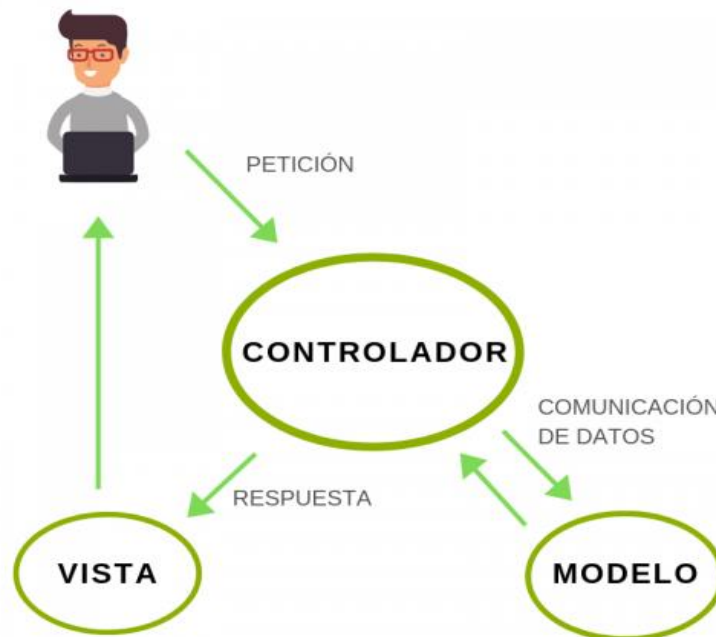 PETICIÓN
CONTROLADOR
COMUNICACIÓN
DE DATOS
RESPUESTA
VISTA
MODELO